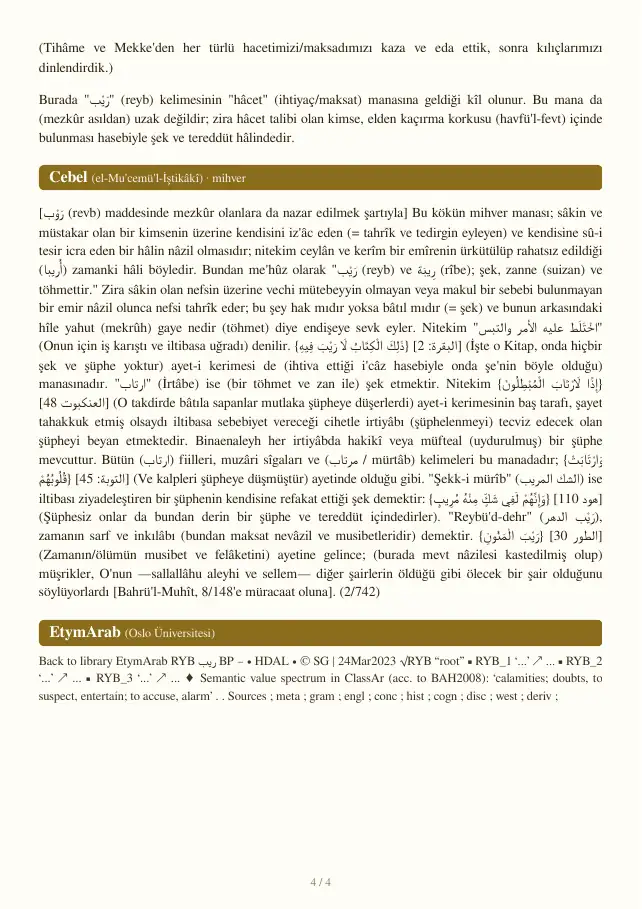 (Tihâme ve Mekke'den her türlü hacetimizi/maksadımızı kaza ve eda ettik, sonra kılıçlarımızı
dinlendirdik.)
Burada "رَيْب" (reyb) kelimesinin "hâcet" (ihtiyaç/maksat) manasına geldiği kîl olunur. Bu mana da
(mezkûr asıldan) uzak değildir; zira hâcet talibi olan kimse, elden kaçırma korkusu (havfü'l-fevt) içinde
bulunması hasebiyle şek ve tereddüt hâlindedir.
Cebel (el-Mu'cemü'l-İştikâkî) · mihver
[رَوْب (revb) maddesinde mezkûr olanlara da nazar edilmek şartıyla] Bu kökün mihver manası; sâkin ve
müstakar olan bir kimsenin üzerine kendisini iz'âc eden (= tahrîk ve tedirgin eyleyen) ve kendisine sû-i
tesir icra eden bir hâlin nâzil olmasıdır; nitekim ceylân ve kerîm bir emîrenin ürkütülüp rahatsız edildiği
(أُريبا) zamanki hâli böyledir. Bundan me'hûz olarak "رَيْب (reyb) ve رِيبَة (rîbe); şek, zanne (suizan) ve
töhmettir." Zira sâkin olan nefsin üzerine vechi mütebeyyin olmayan veya makul bir sebebi bulunmayan
bir emir nâzil olunca nefsi tahrîk eder; bu şey hak mıdır yoksa bâtıl mıdır (= şek) ve bunun arkasındaki
hîle yahut (mekrûh) gaye nedir (töhmet) diye endişeye sevk eyler. Nitekim "اخْتَلَط عليه الأمر والتبس"
(Onun için iş karıştı ve iltibasa uğradı) denilir. {ذَٰلِكَ الْكِتَابُ لَا رَيْبَ فِيهِ} [البقرة: 2] (İşte o Kitap, onda hiçbir
şek ve şüphe yoktur) ayet-i kerimesi de (ihtiva ettiği i'câz hasebiyle onda şe'nin böyle olduğu)
manasınadır. "ارتاب" (İrtâbe) ise (bir töhmet ve zan ile) şek etmektir. Nitekim {إِذًا لَارْتَابَ الْمُبْطِلُونَ}
[العنكبوت 48] (O takdirde bâtıla sapanlar mutlaka şüpheye düşerlerdi) ayet-i kerimesinin baş tarafı, şayet
tahakkuk etmiş olsaydı iltibasa sebebiyet vereceği cihetle irtiyâbı (şüphelenmeyi) tecviz edecek olan
şüpheyi beyan etmektedir. Binaenaleyh her irtiyâbda hakikî veya müfteal (uydurulmuş) bir şüphe
mevcuttur. Bütün (ارتاب) fiilleri, muzâri sîgaları ve (مرتاب / mürtâb) kelimeleri bu manadadır; {وَارْتَابَتْ
قُلُوبُهُمْ} [التوبة: 45] (Ve kalpleri şüpheye düşmüştür) ayetinde olduğu gibi. "Şekk-i mürîb" (الشك المريب) ise
iltibası ziyadeleştiren bir şüphenin kendisine refakat ettiği şek demektir: {وَإِنَّهُمْ لَفِي شَكٍّ مِنْهُ مُرِيبٍ} [هود 110]
(Şüphesiz onlar da bundan derin bir şüphe ve tereddüt içindedirler). "Reybü'd-dehr" (رَيْب الدهر),
zamanın sarf ve inkılâbı (bundan maksat nevâzil ve musibetleridir) demektir. {رَيْبَ الْمَنُونِ} [الطور 30]
(Zamanın/ölümün musibet ve felaketini) ayetine gelince; (burada mevt nâzilesi kastedilmiş olup)
müşrikler, O'nun —sallallâhu aleyhi ve sellem— diğer şairlerin öldüğü gibi ölecek bir şair olduğunu
söylüyorlardı [Bahrü'l-Muhît, 8/148'e müracaat oluna]. (2/742)
EtymArab (Oslo Üniversitesi)
Back to library EtymArab RYB ريب BP – • HDAL • © SG | 24Mar2023 √RYB “root” ▪ RYB_1 ‘...’ ↗ ... ▪ RYB_2
‘...’ ↗ ... ▪ RYB_3 ‘...’ ↗ ... ♦ Semantic value spectrum in ClassAr (acc. to BAH2008): ‘calamities; doubts, to
suspect, entertain; to accuse, alarm’ . . Sources ; meta ; gram ; engl ; conc ; hist ; cogn ; disc ; west ; deriv ;
4 / 4